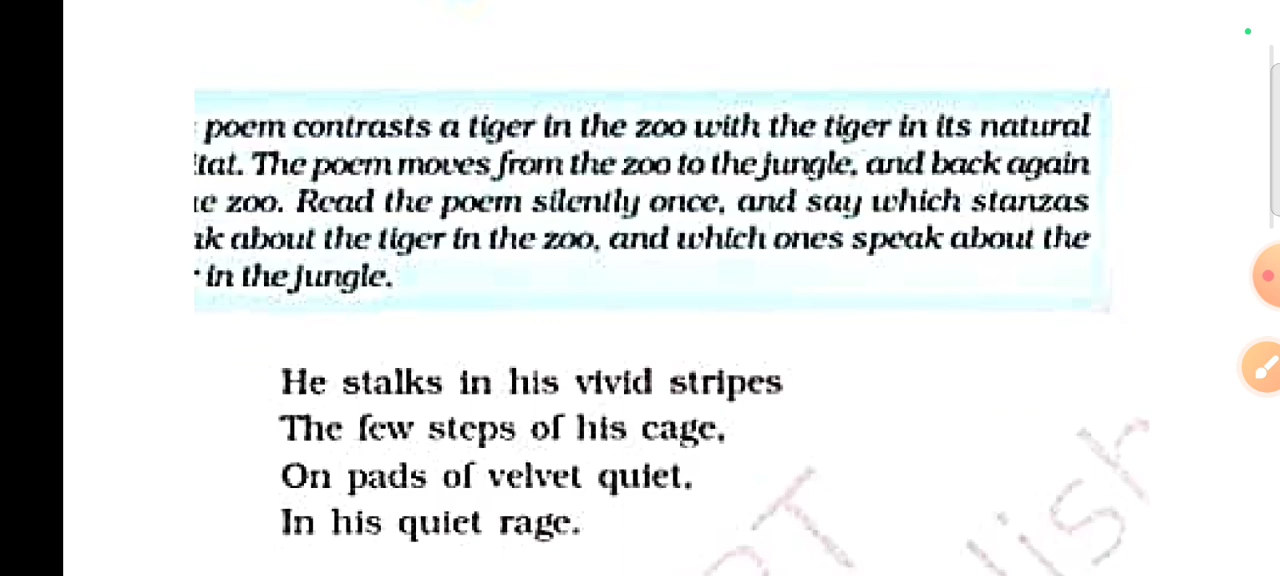 poem contrasts a tiger in the zoo with the tiger in its natural
tat. The poem moves from the zoo to the jungle, and back again
e zoo. Read the poem silently once, and say which stanzas
ak about the tiger in the zoo, and which ones speak about the
in the jungle.
He stalks in his vivid stripes
The few steps of his cage,
On pads of velvet quiet,
In his quiet rage.